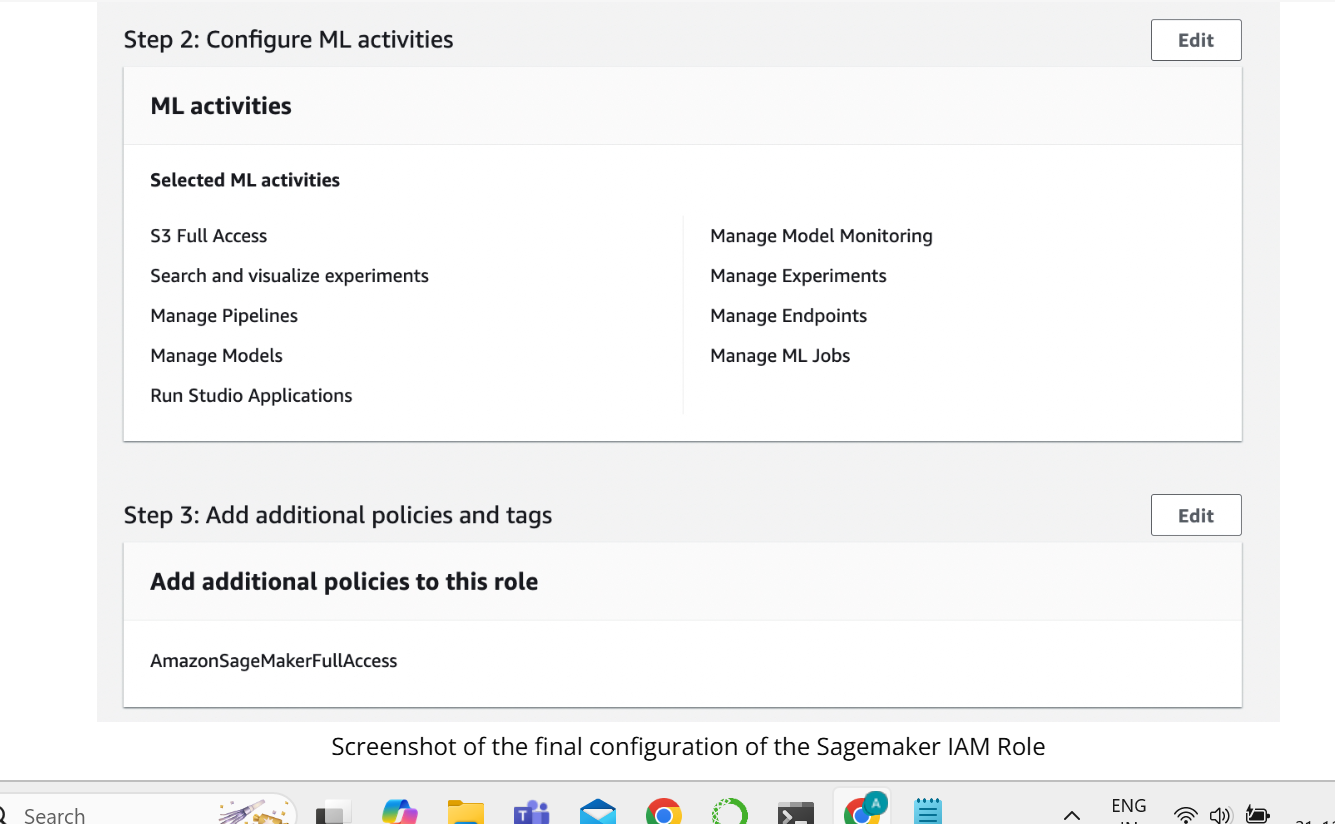 Step 2: Configure ML activities
Edit
ML activities
Selected ML activities
S3 Full Access
Search and visualize experiments
Manage Pipelines
Manage Models
Run Studio Applications
Manage Model Monitoring
Manage Experiments
Manage Endpoints
Manage ML Jobs
Step 3: Add additional policies and tags
Edit
Add additional policies to this role
AmazonSageMakerFullAccess
Screenshot of the final configuration of the Sagemaker IAM Role
Search
T
A
ENG